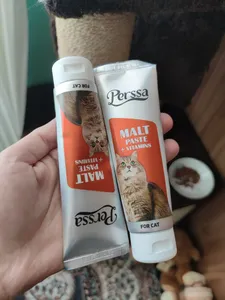 Perssa
MALT
PASTE
+ VITAMINS
FOR CAT
Perssa
MALT
PASTE
+ VITAMINS
FOR CAT